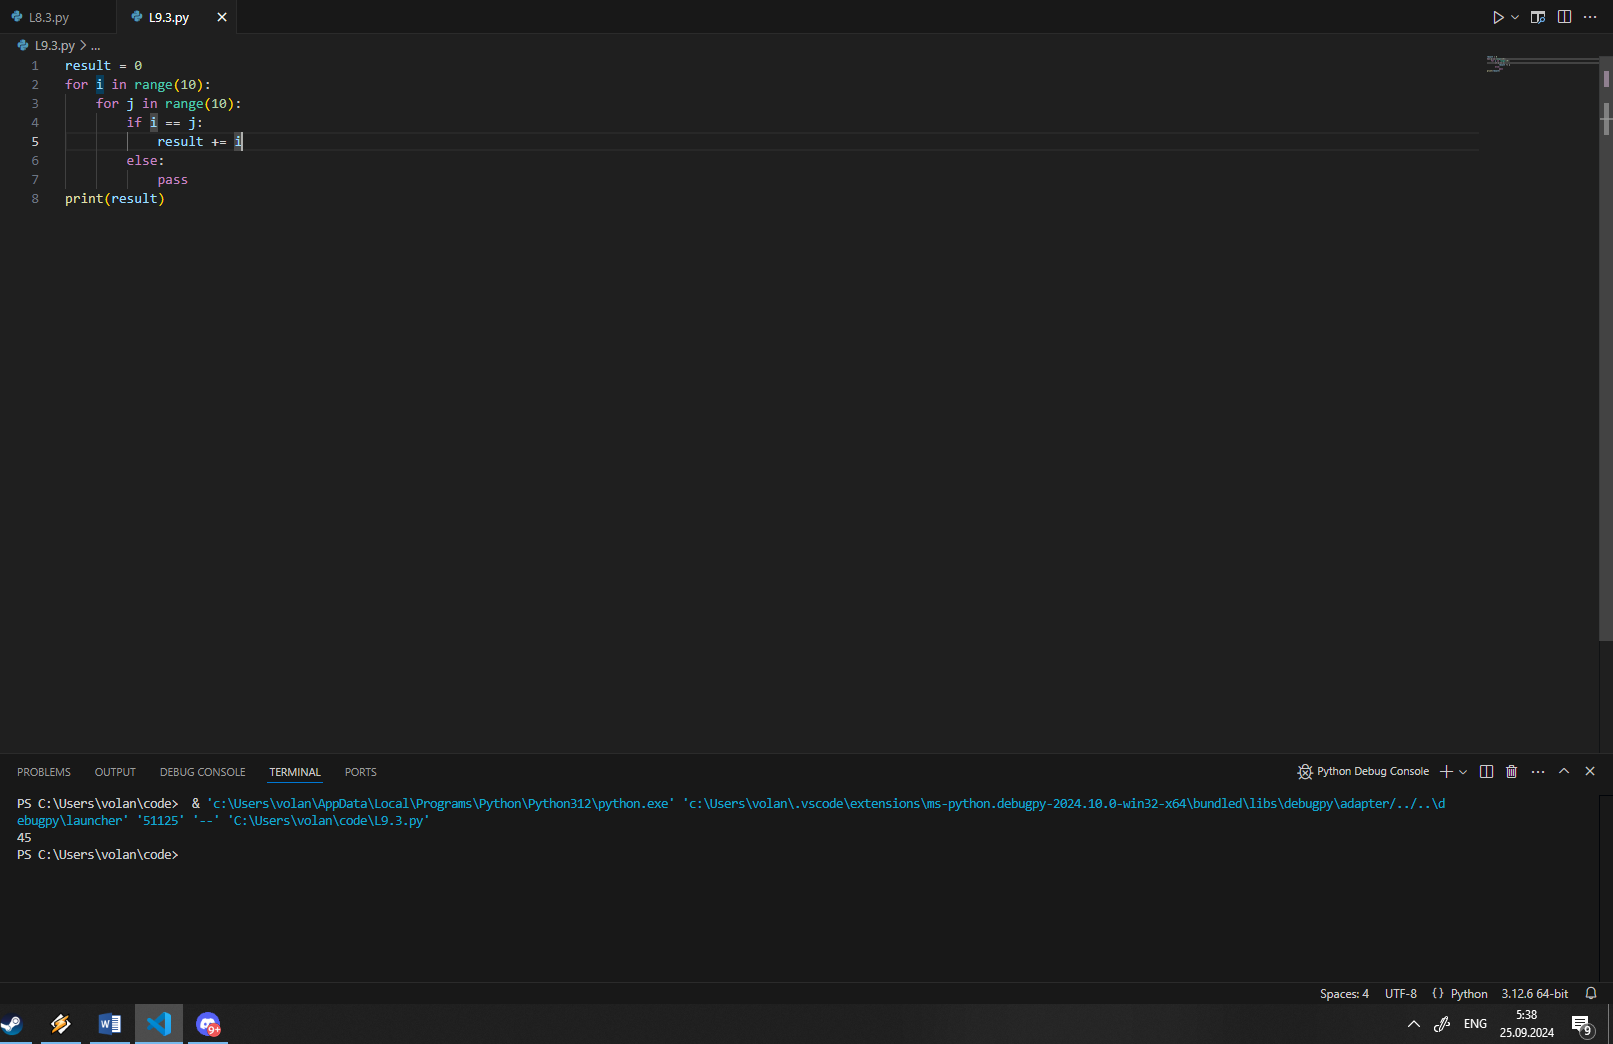 L8.3.py
L9.3.py
L9.3.py > ...
1 result = 0
2 for i in range(10):
3     for j in range(10):
4         if i == j:
5             result += i
6         else:
7             pass
8 print(result)
PROBLEMS OUTPUT DEBUG CONSOLE TERMINAL PORTS
Python Debug Console
PS C:\Users\volan\code>  & 'c:\Users\volan\AppData\Local\Programs\Python\Python312\python.exe' 'c:\Users\volan\.vscode\extensions\ms-python.debugpy-2024.10.0-win32-x64\bundled\libs\debugpy\adapter/../..\d
ebugpy\launcher' '51125' '--' 'C:\Users\volan\code\L9.3.py'
45
PS C:\Users\volan\code>
Spaces: 4 UTF-8 {} Python 3.12.6 64-bit
W
9+
ENG
5:38
25.09.2024
9